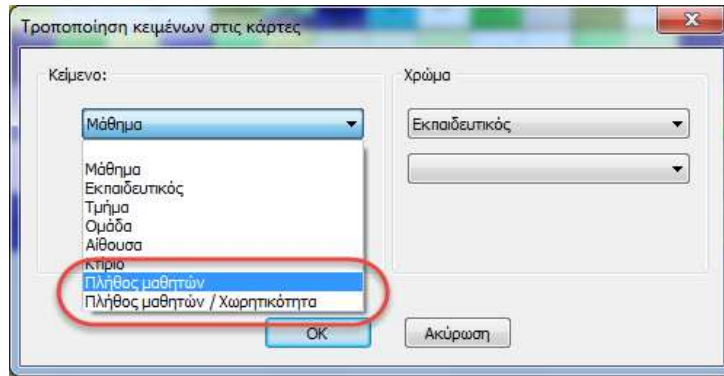 Τροποποίηση κειμένων στις κάρτες
Κείμενο:
Χρώμα
Μάθημα
Εκπαιδευτικός
Μάθημα
Εκπαιδευτικός
Τμήμα
Ομάδα
Αίθουσα
Κτίριο
Πλήθος μαθητών
Πλήθος μαθητών / Χωρητικότητα
OK
Ακύρωση